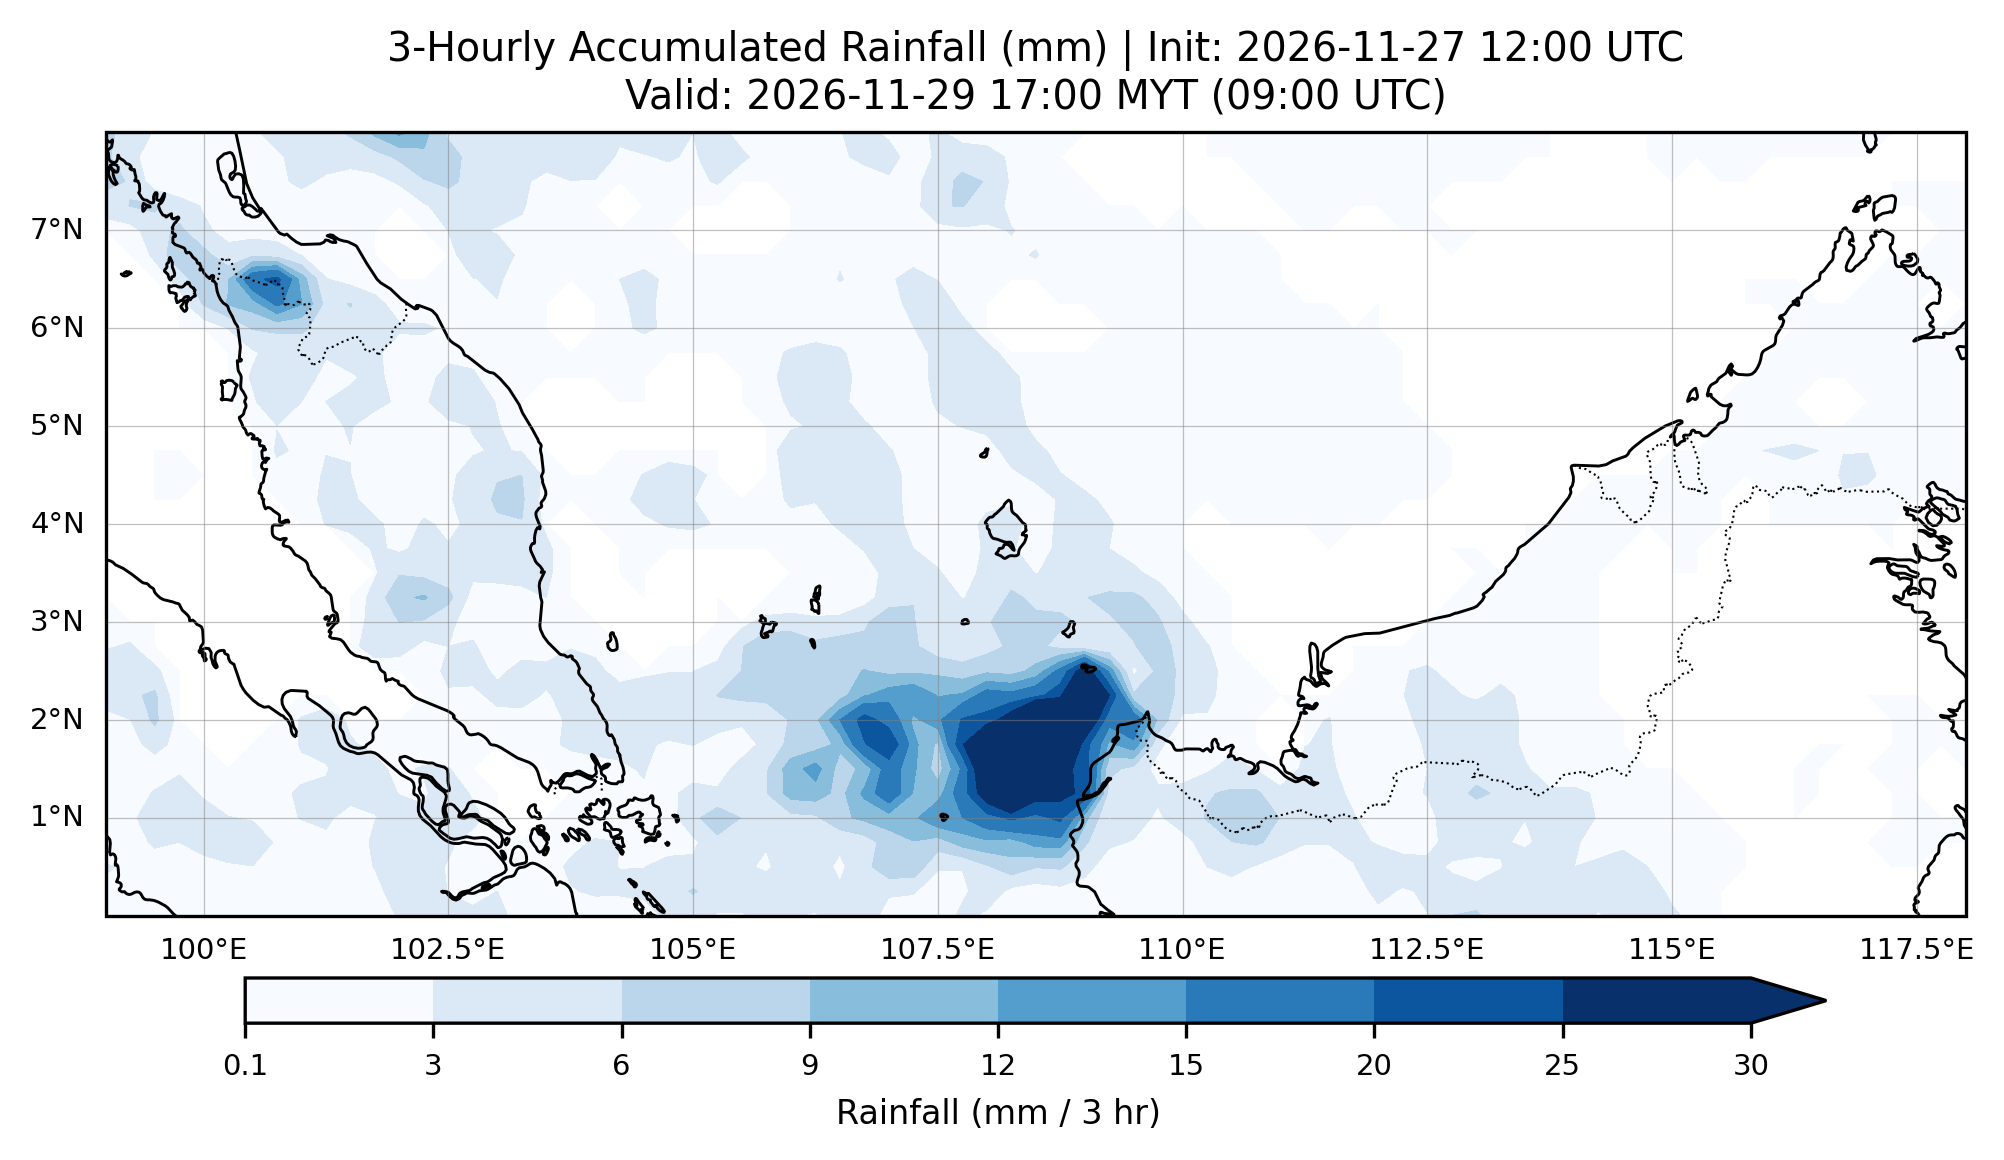 3-Hourly Accumulated Rainfall (mm) | Init: 2026-11-27 12:00 UTC
Valid: 2026-11-29 17:00 MYT (09:00 UTC)
7°N
6°N
5°N
4°N
3°N
2°N
1°N
100°E 102.5°E 105°E 107.5°E 110°E 112.5°E 115°E 117.5°E
0.1 3 6 9 12 15 20 25 30
Rainfall (mm / 3 hr)